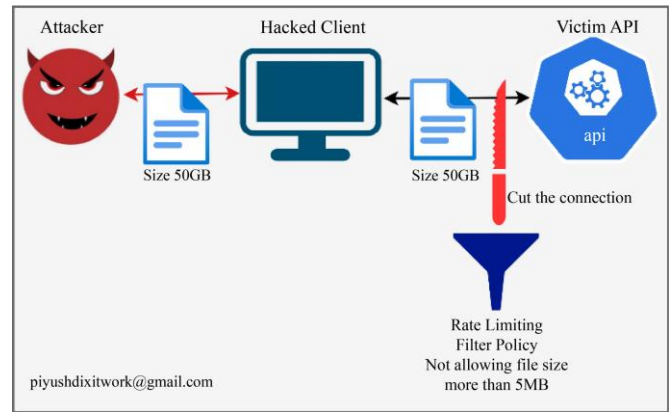 Attacker
Hacked Client
Victim API
api
Size 50GB
Size 50GB
Cut the connection
Rate Limiting
Filter Policy
Not allowing file size
more than 5MB
piyushdixitwork@gmail.com